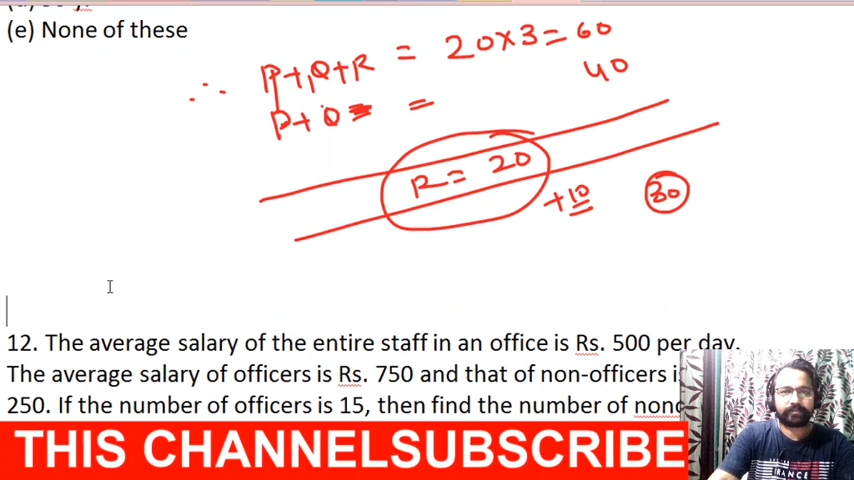 (e) None of these
∴ P+Q+R = 20×3=60
P+Q = 40
R= 20
+10 30
12. The average salary of the entire staff in an office is Rs. 500 per day.
The average salary of officers is Rs. 750 and that of non-officers is
250. If the number of officers is 15, then find the number of
THIS CHANNELSUBSCRIBE